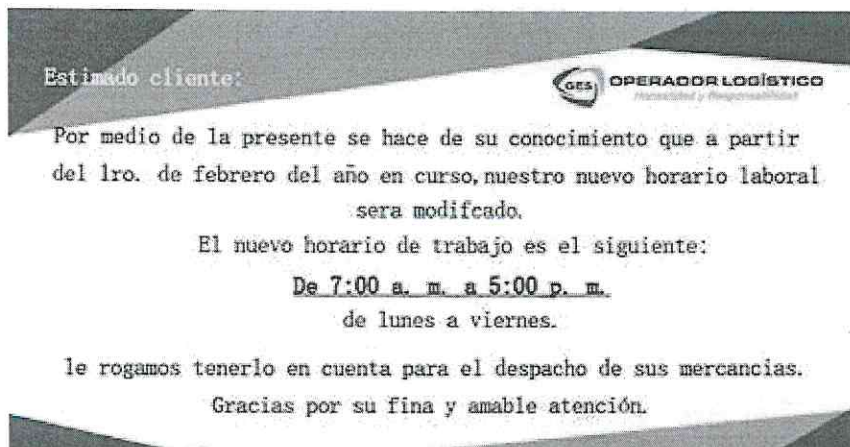 Estimado cliente:
GES OPERADOR LOGÍSTICO
Honestidad y Responsabilidad
Por medio de la presente se hace de su conocimiento que a partir
del 1ro. de febrero del año en curso, nuestro nuevo horario laboral
sera modifcado.
El nuevo horario de trabajo es el siguiente:
De 7:00 a. m. a 5:00 p. m.
de lunes a viernes.
le rogamos tenerlo en cuenta para el despacho de sus mercancias.
Gracias por su fina y amable atención.